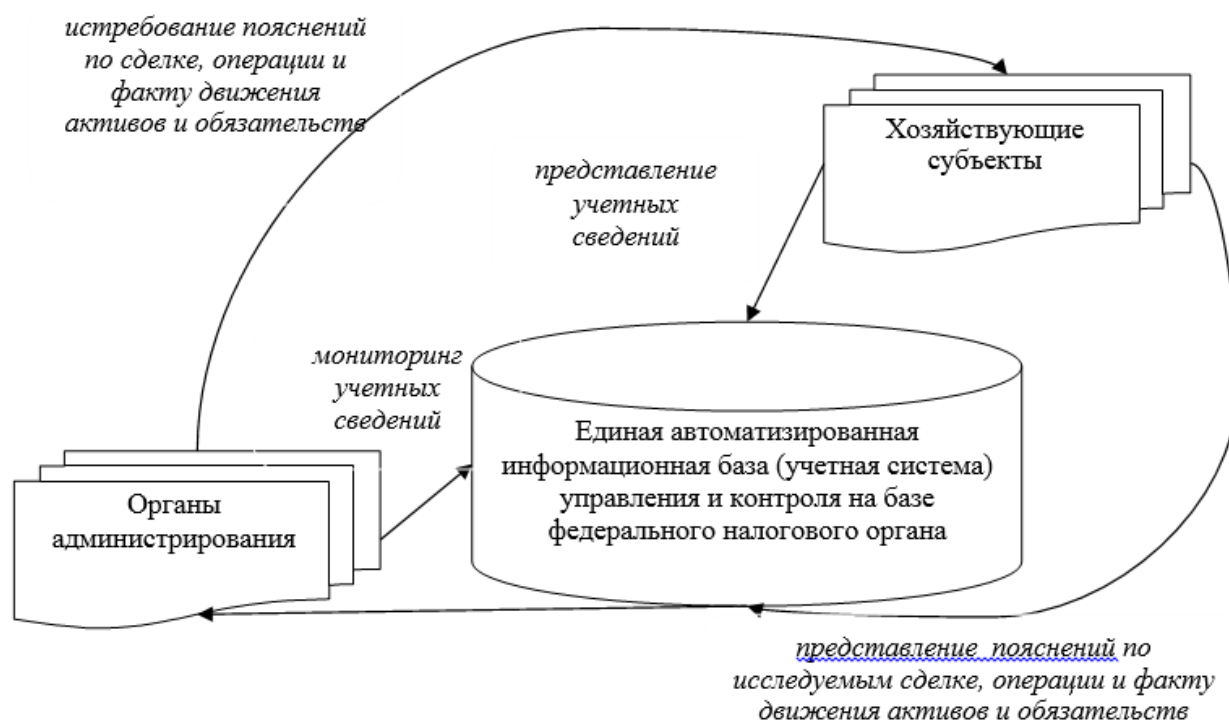 истребование пояснений
по сделке, операции и
факту движения
активов и обязательств
Хозяйствующие
субъекты
представление
учетных
сведений
мониторинг
учетных
сведений
Единая автоматизированная
информационная база (учетная система)
управления и контроля на базе
федерального налогового органа
Органы
администрирования
представление пояснений по
исследуемым сделке, операции и факту
движения активов и обязательств